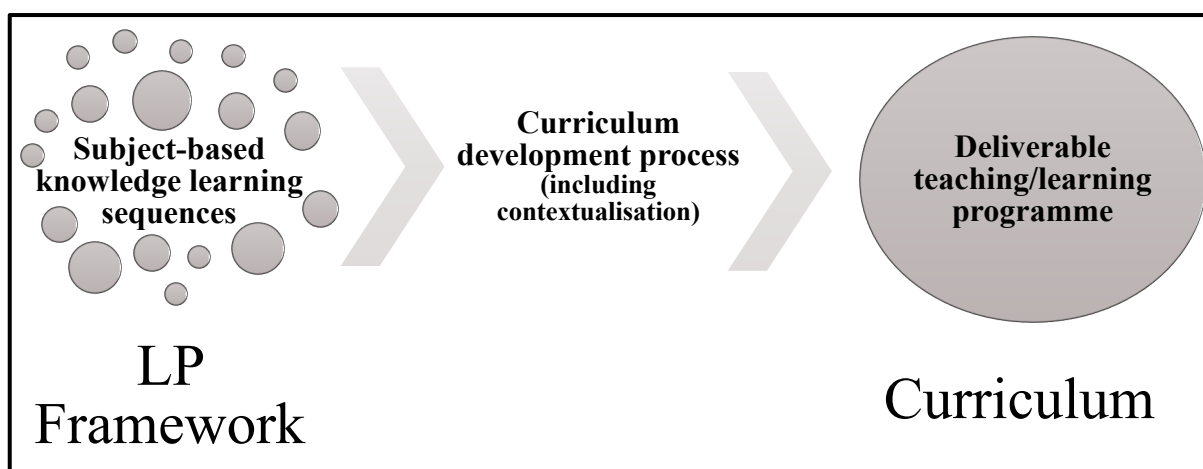 Subject-based
knowledge learning
sequences
Curriculum
development process
(including
contextualisation)
Deliverable
teaching/learning
programme
LP
Framework
Curriculum